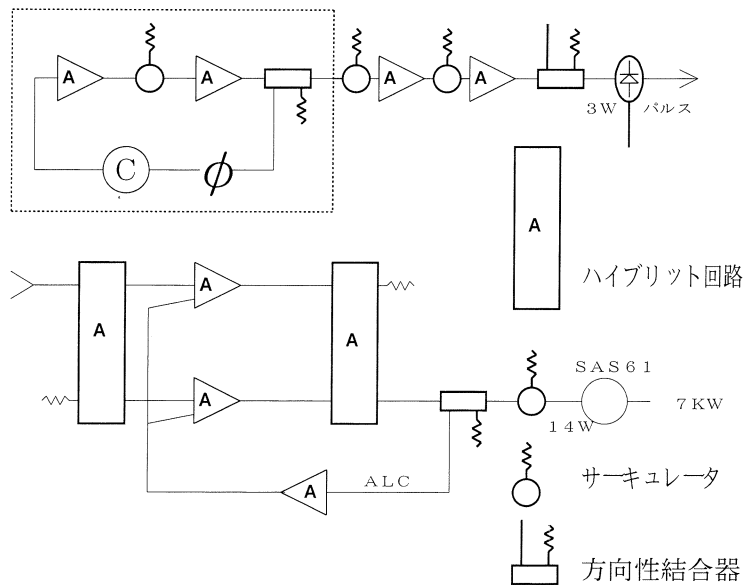 A A A A
C φ
3W パルス
A
ハイブリット回路
A A A
A
SAS61
14W 7KW
A ALC
サーキュレータ
方向性結合器